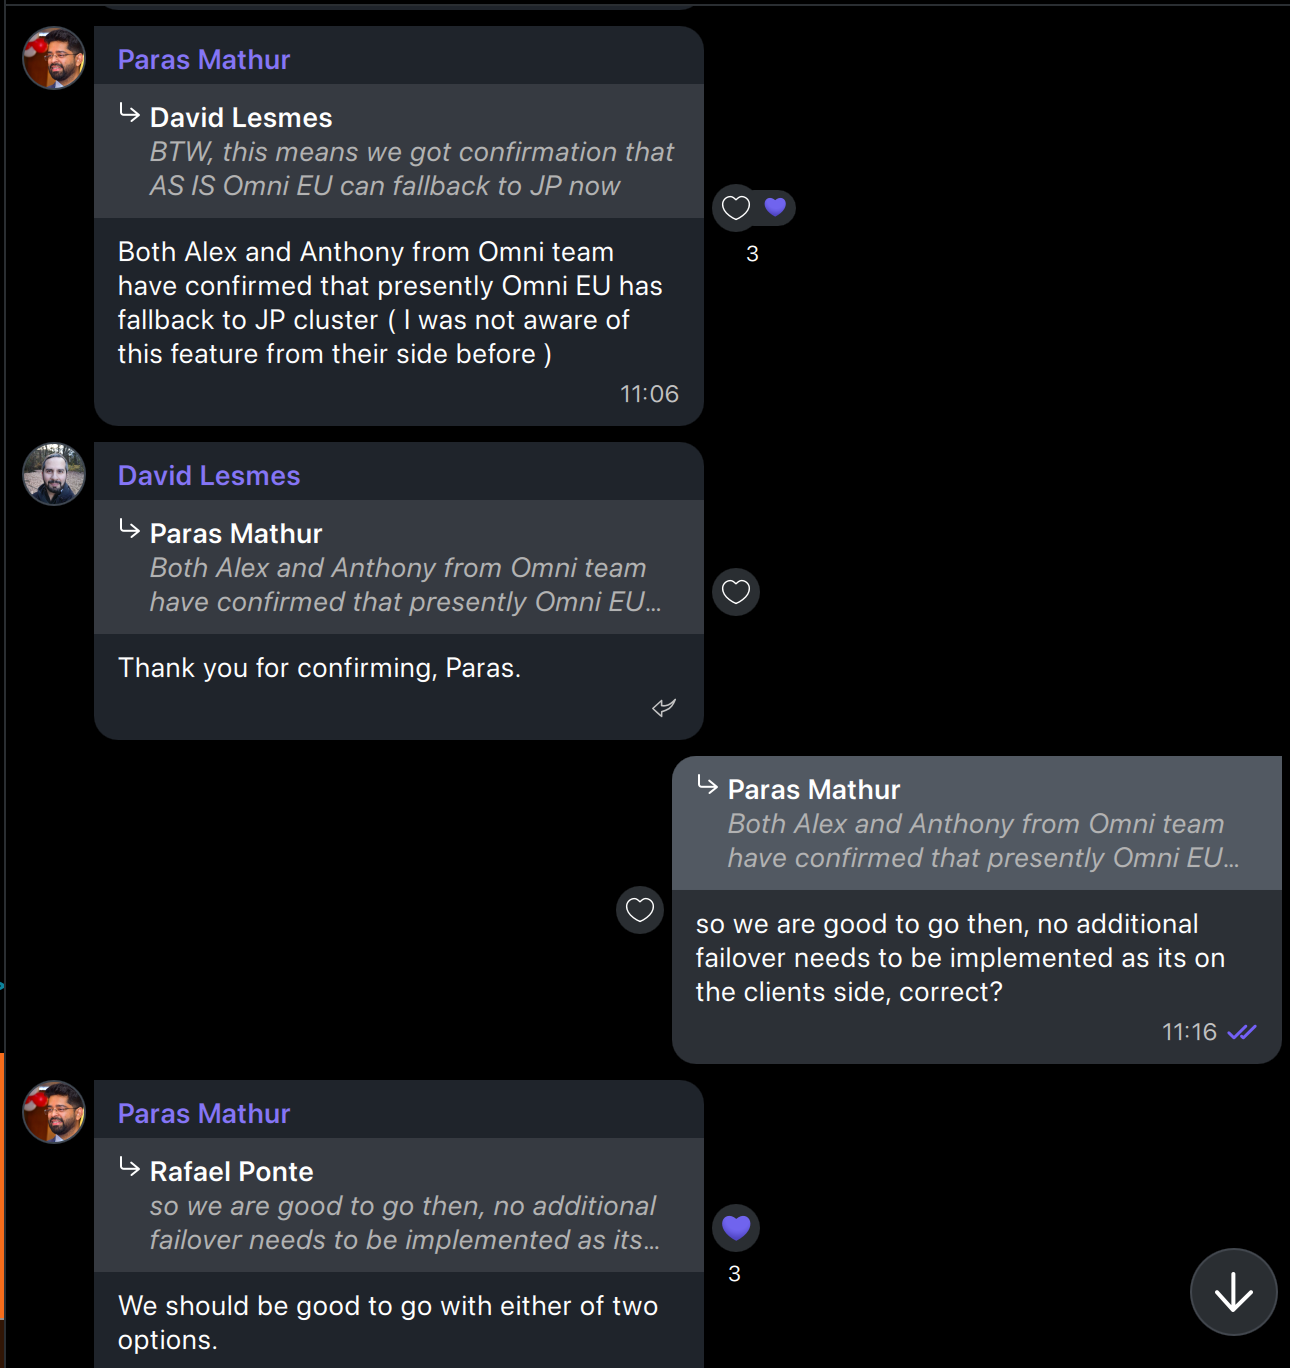 Paras Mathur
David Lesmes
BTW, this means we got confirmation that
AS IS Omni EU can fallback to JP now
Both Alex and Anthony from Omni team
have confirmed that presently Omni EU has
fallback to JP cluster ( I was not aware of
this feature from their side before )
11:06
3
David Lesmes
Paras Mathur
Both Alex and Anthony from Omni team
have confirmed that presently Omni EU...
Thank you for confirming, Paras.
Paras Mathur
Both Alex and Anthony from Omni team
have confirmed that presently Omni EU...
so we are good to go then, no additional
failover needs to be implemented as its on
the clients side, correct?
11:16
Paras Mathur
Rafael Ponte
so we are good to go then, no additional
failover needs to be implemented as its...
3
We should be good to go with either of two
options.